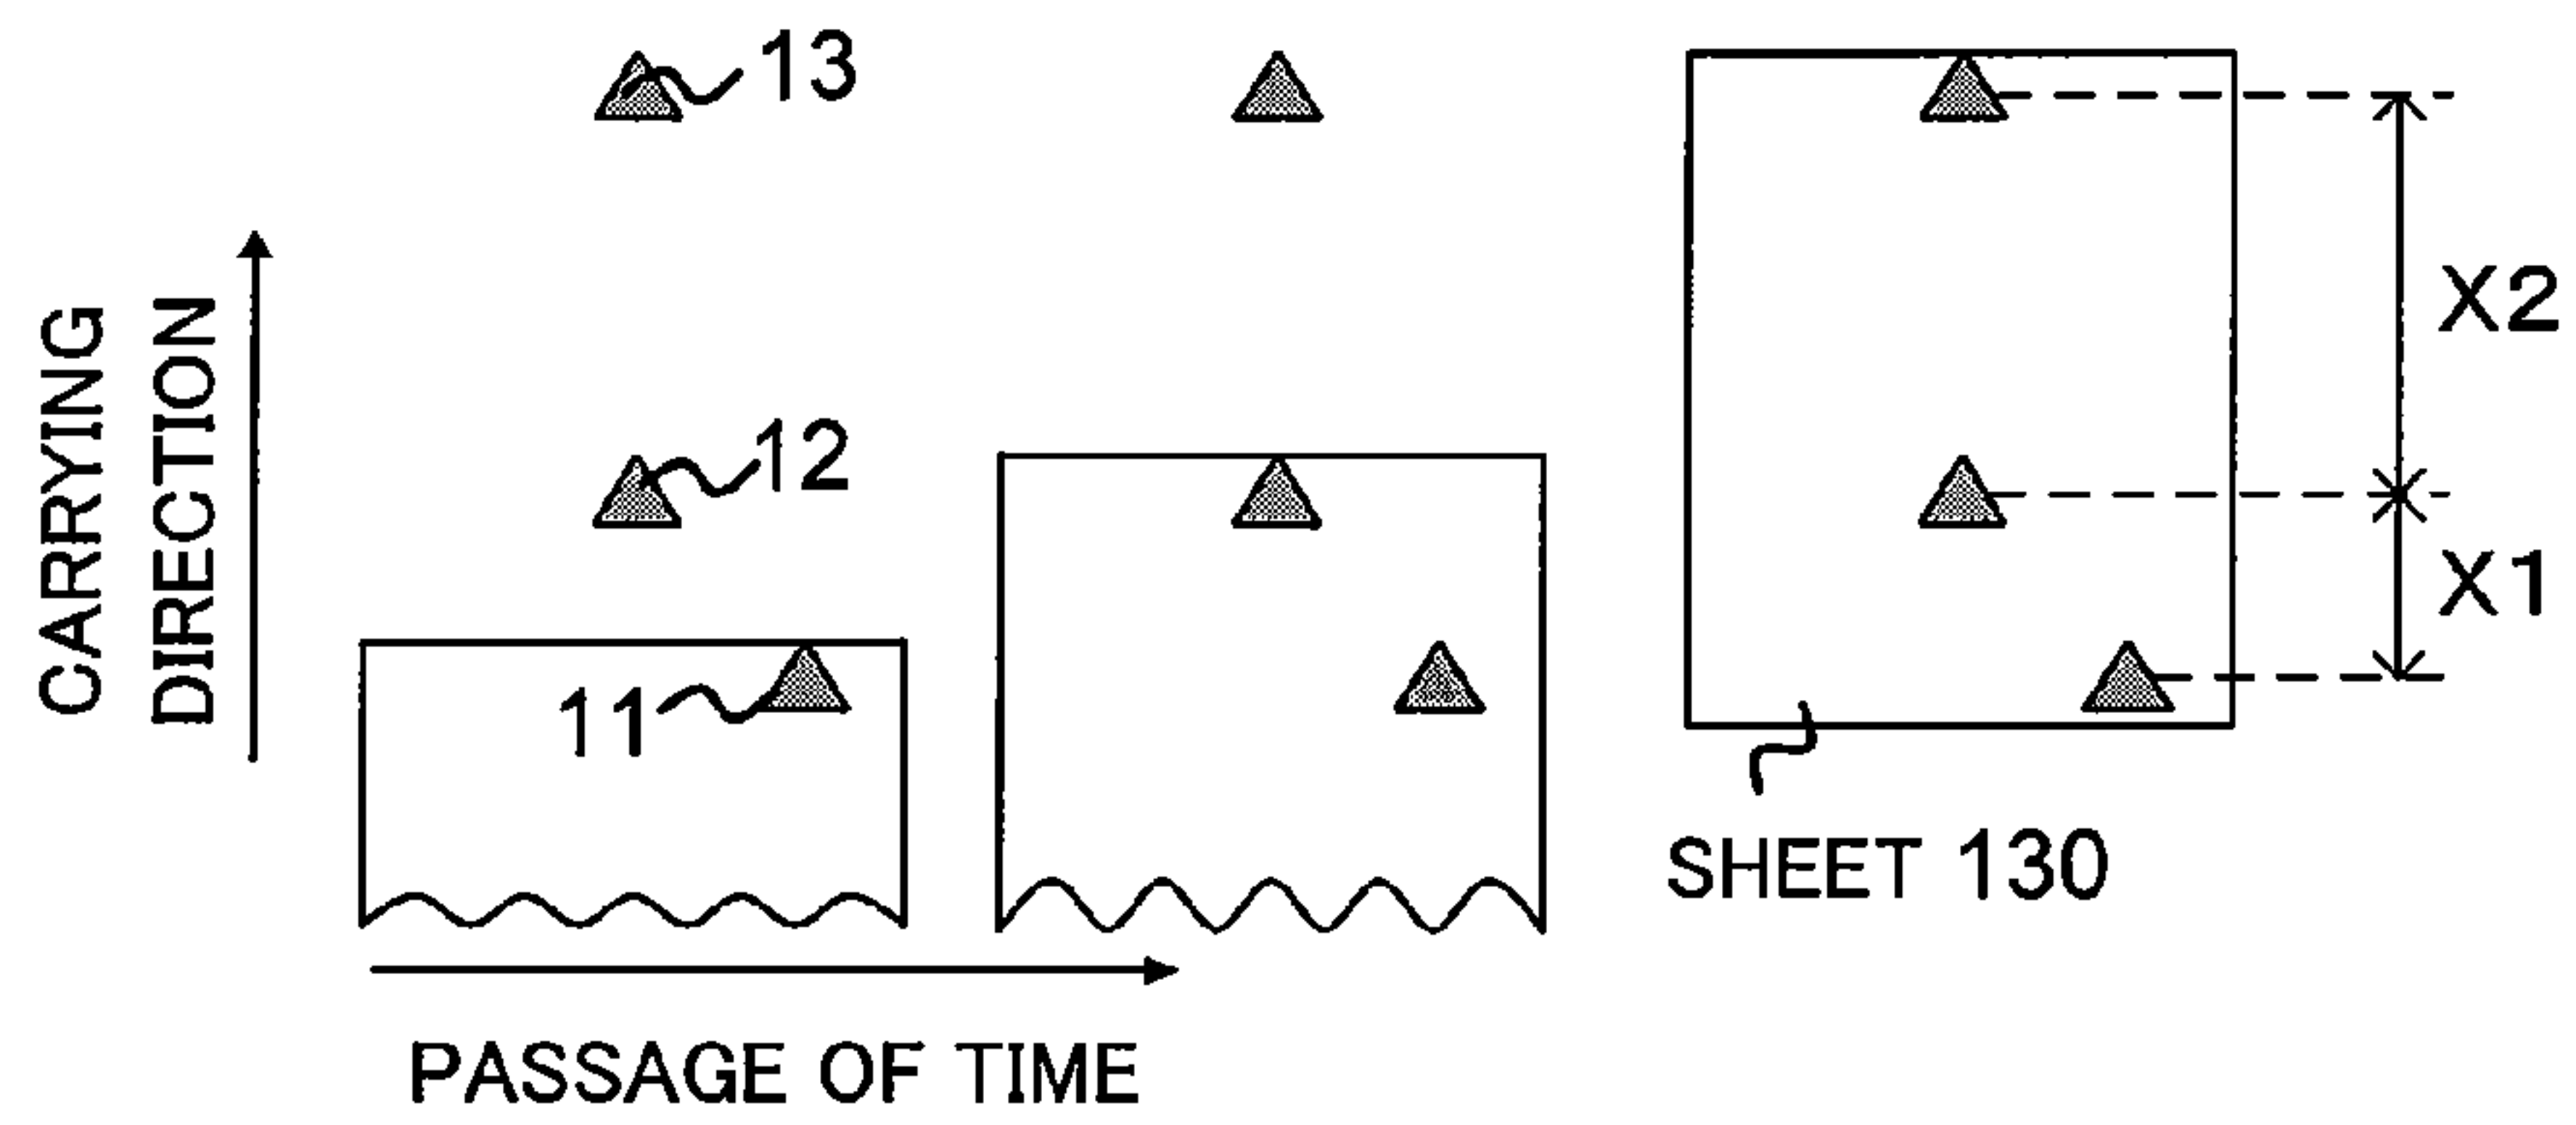 13
CARRYING
DIRECTION
X2
12
X1
11
SHEET 130
PASSAGE OF TIME